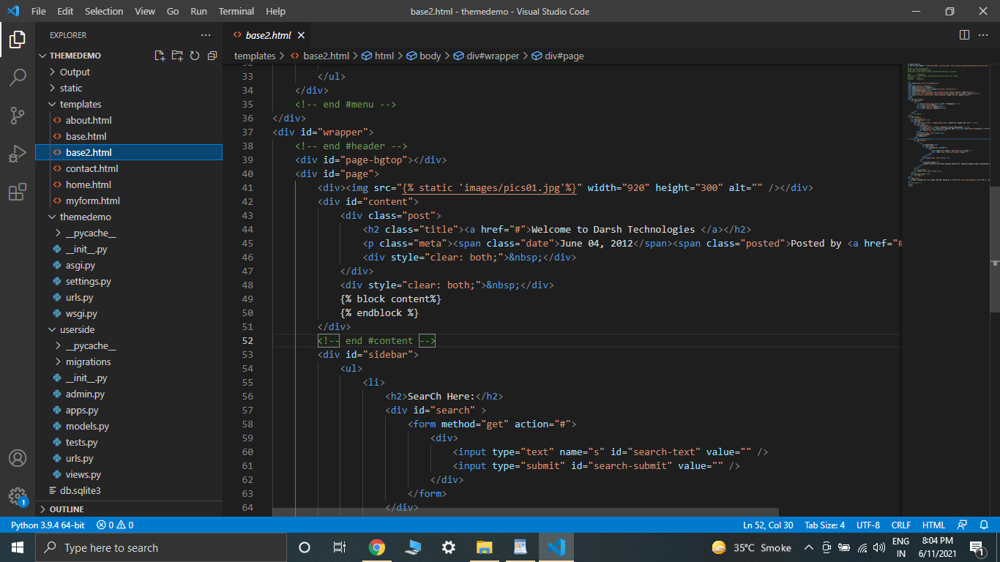 File Edit Selection View Go Run Terminal Help base2.html - themedemo - Visual Studio Code
EXPLORER
THEMEDEMO
Output
static
templates
about.html
base.html
base2.html
contact.html
home.html
myform.html
themedemo
__pycache__
__init__.py
asgi.py
settings.py
urls.py
wsgi.py
userside
__pycache__
migrations
__init__.py
admin.py
apps.py
models.py
tests.py
urls.py
views.py
db.sqlite3
OUTLINE
base2.html
templates > base2.html > html > body > div#wrapper > div#page
33 </ul>
34 </div>
35 <!-- end #menu -->
36 </div>
37 <div id="wrapper">
38 <!-- end #header -->
39 <div id="page-bgtop"></div>
40 <div id="page">
41 <div><img src="{% static 'images/pics01.jpg'%}" width="920" height="300" alt="" /></div>
42 <div id="content">
43 <div class="post">
44 <h2 class="title"><a href="#">Welcome to Darsh Technologies </a></h2>
45 <p class="meta"><span class="date">June 04, 2012</span><span class="posted">Posted by <a href="#
46 <div style="clear: both;">&nbsp;</div>
47 </div>
48 <div style="clear: both;">&nbsp;</div>
49 {% block content%}
50 {% endblock %}
51 </div>
52 <!-- end #content -->
53 <div id="sidebar">
54 <ul>
55 <li>
56 <h2>SearCh Here:</h2>
57 <div id="search" >
58 <form method="get" action="#">
59 <div>
60 <input type="text" name="s" id="search-text" value="" />
61 <input type="submit" id="search-submit" value="" />
62 </div>
63 </form>
64 </div>
1
Python 3.9.4 64-bit 0 0 Ln 52, Col 30 Tab Size: 4 UTF-8 CRLF HTML
Type here to search 35°C Smoke ENG IN 8:04 PM 6/11/2021 1